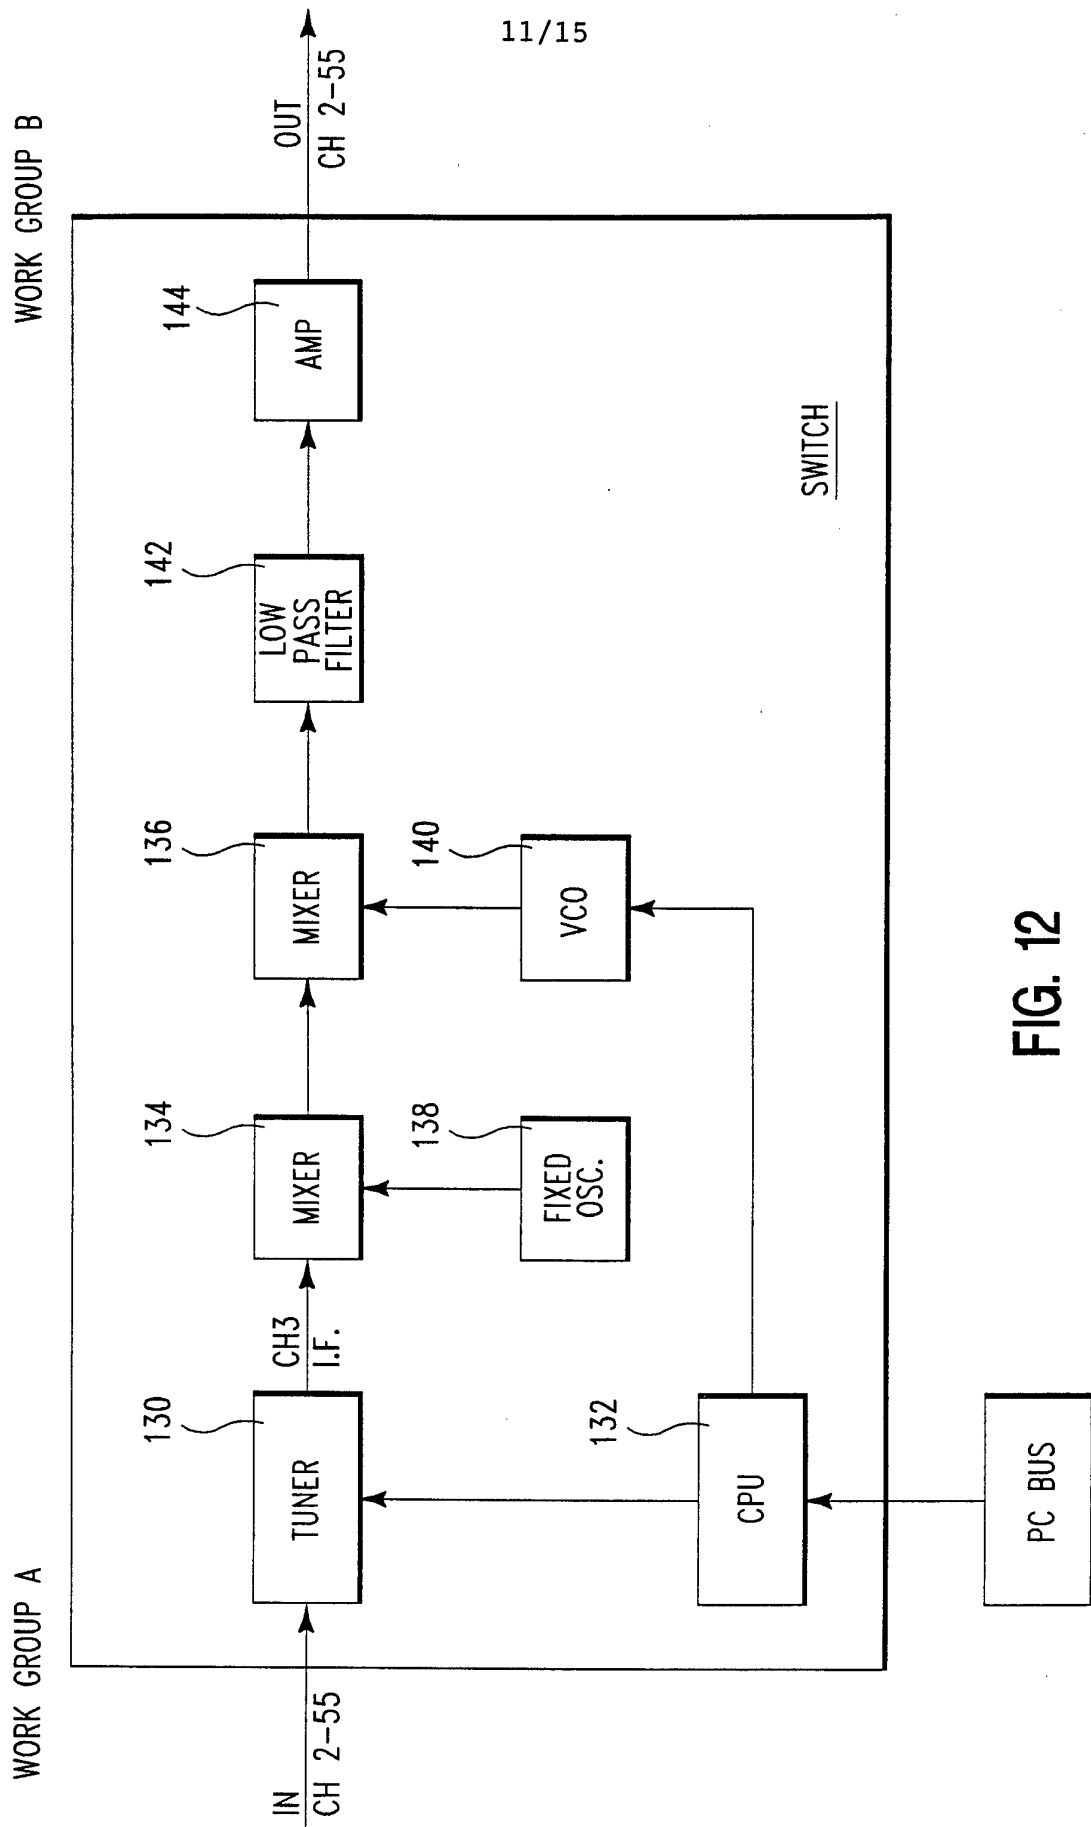 11/15
WORK GROUP A
WORK GROUP B
IN
CH 2-55
130
TUNER
CH3
I.F.
134
MIXER
136
MIXER
142
LOW
PASS
FILTER
144
AMP
OUT
CH 2-55
138
FIXED
OSC.
140
VCO
132
CPU
SWITCH
PC BUS
FIG. 12